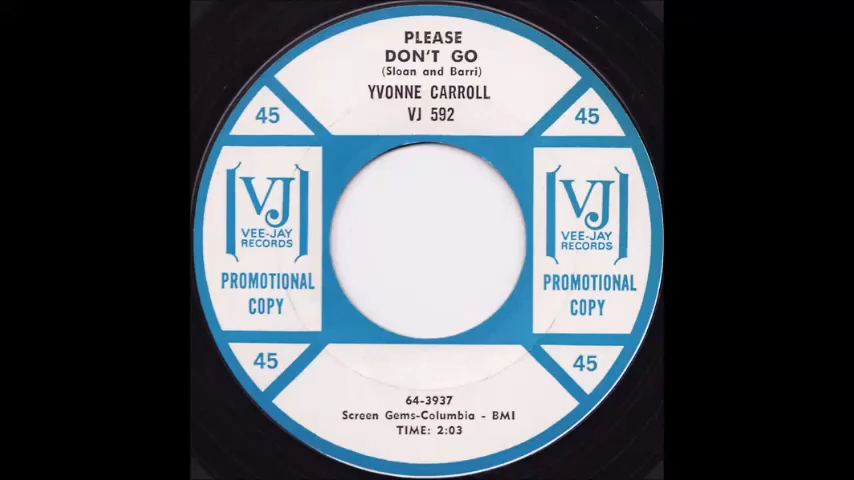 PLEASE
DON'T GO
(Sloan and Barri)
YVONNE CARROLL
VJ 592
45
45
VJ
VEE-JAY
RECORDS
PROMOTIONAL
COPY
VJ
VEE-JAY
RECORDS
PROMOTIONAL
COPY
45
45
64-3937
Screen Gems-Columbia - BMI
TIME: 2:03